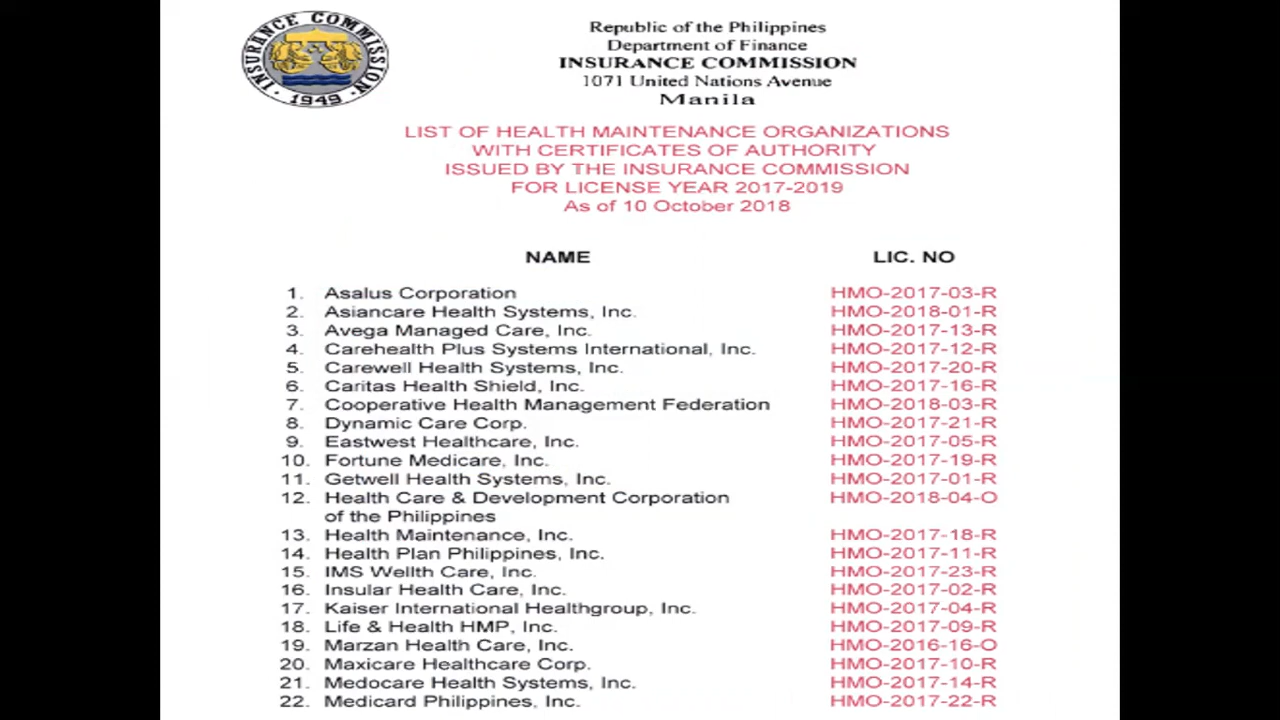 INSURANCE COMMISSION
1949
Republic of the Philippines
Department of Finance
INSURANCE COMMISSION
1071 United Nations Avenue
Manila
LIST OF HEALTH MAINTENANCE ORGANIZATIONS
WITH CERTIFICATES OF AUTHORITY
ISSUED BY THE INSURANCE COMMISSION
FOR LICENSE YEAR 2017-2019
As of 10 October 2018
NAME LIC. NO
1. Asalus Corporation HMO-2017-03-R
2. Asiancare Health Systems, Inc. HMO-2018-01-R
3. Avega Managed Care, Inc. HMO-2017-13-R
4. Carehealth Plus Systems International, Inc. HMO-2017-12-R
5. Carewell Health Systems, Inc. HMO-2017-20-R
6. Caritas Health Shield, Inc. HMO-2017-16-R
7. Cooperative Health Management Federation HMO-2018-03-R
8. Dynamic Care Corp. HMO-2017-21-R
9. Eastwest Healthcare, Inc. HMO-2017-05-R
10. Fortune Medicare, Inc. HMO-2017-19-R
11. Getwell Health Systems, Inc. HMO-2017-01-R
12. Health Care & Development Corporation HMO-2018-04-O
of the Philippines
13. Health Maintenance, Inc. HMO-2017-18-R
14. Health Plan Philippines, Inc. HMO-2017-11-R
15. IMS Wellth Care, Inc. HMO-2017-23-R
16. Insular Health Care, Inc. HMO-2017-02-R
17. Kaiser International Healthgroup, Inc. HMO-2017-04-R
18. Life & Health HMP, Inc. HMO-2017-09-R
19. Marzan Health Care, Inc. HMO-2016-16-O
20. Maxicare Healthcare Corp. HMO-2017-10-R
21. Medocare Health Systems, Inc. HMO-2017-14-R
22. Medicard Philippines, Inc. HMO-2017-22-R